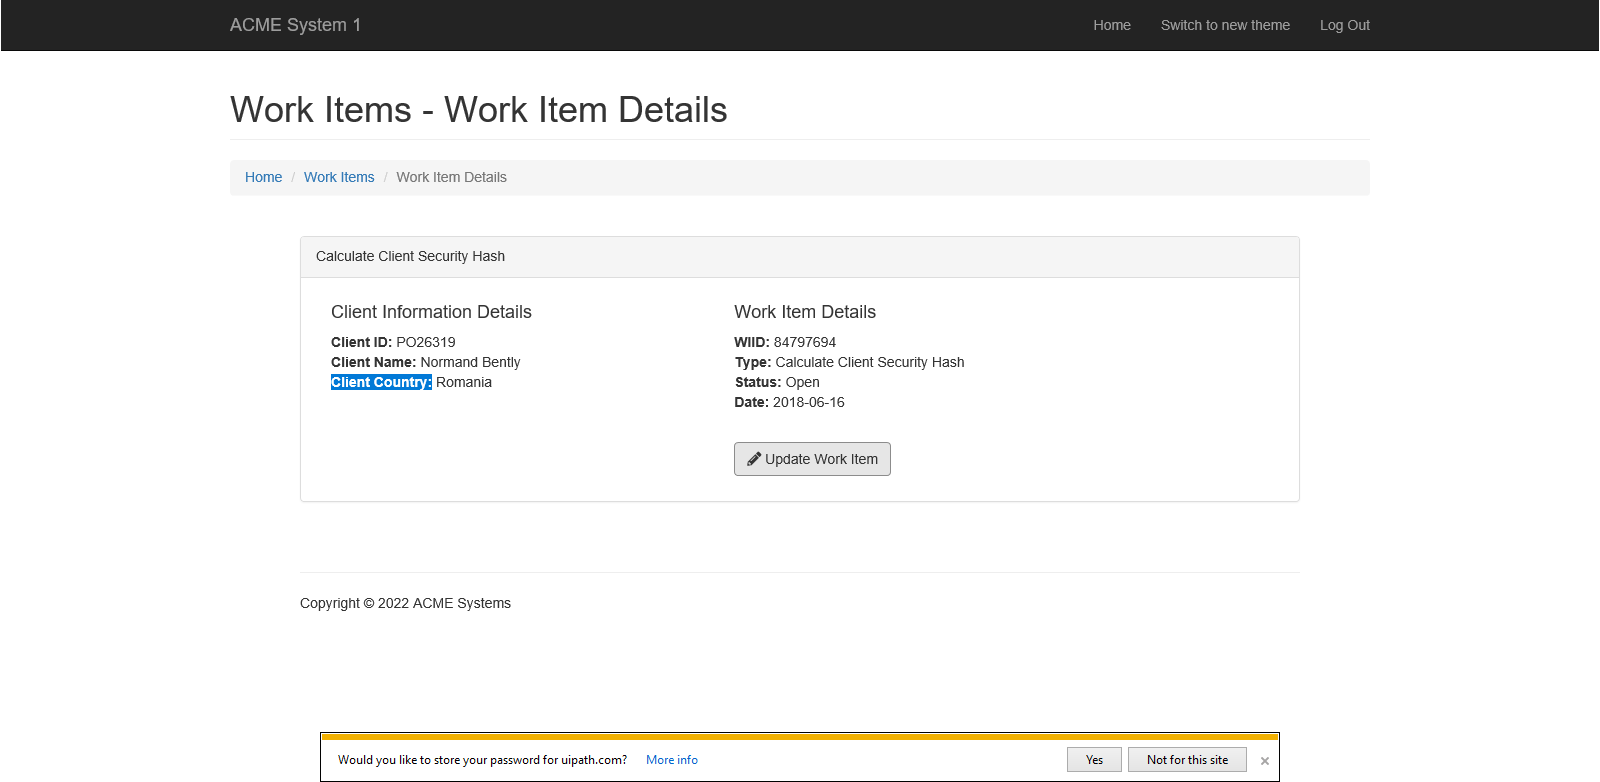 ACME System 1 Home Switch to new theme Log Out
Work Items - Work Item Details
Home / Work Items / Work Item Details
Calculate Client Security Hash
Client Information Details
Client ID: PO26319
Client Name: Normand Bently
Client Country: Romania
Work Item Details
WIID: 84797694
Type: Calculate Client Security Hash
Status: Open
Date: 2018-06-16
Update Work Item
Copyright © 2022 ACME Systems
Would you like to store your password for uipath.com? More info Yes Not for this site ×